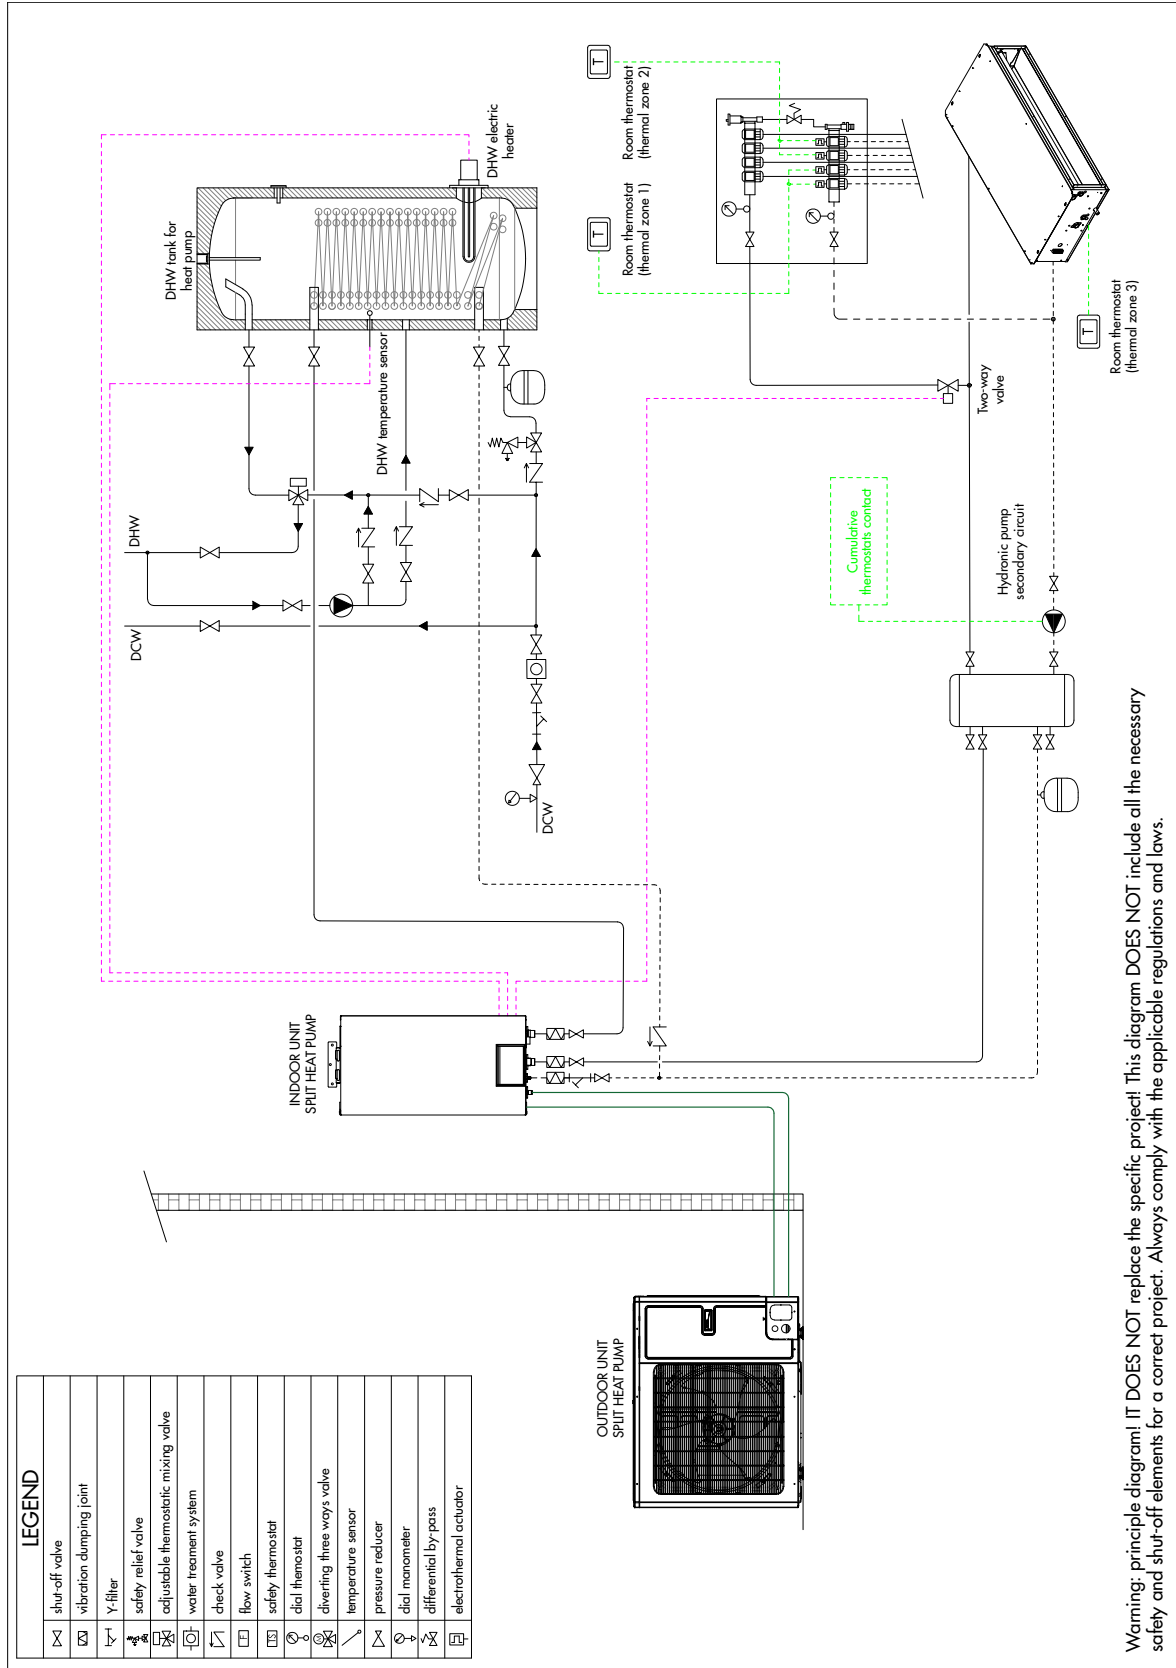 LEGEND
shut-off valve
vibration dumping joint
Y-filter
safety relief valve
adjustable thermostatic mixing valve
water treament system
check valve
F
flow switch
TS
safety thermostat
dial themostat
M
diverting three ways valve
temperature sensor
pressure reducer
dial manometer
differential by-pass
electrothermal actuator
OUTDOOR UNIT
SPLIT HEAT PUMP
INDOOR UNIT
SPLIT HEAT PUMP
DCW
DHW
DCW
DHW temperature sensor
DHW tank for
heat pump
DHW electric
heater
Cumulative
thermostats contact
Hydronic pump
secondary circuit
Two-way
valve
T
Room thermostat
(thermal zone 1)
T
Room thermostat
(thermal zone 2)
T
Room thermostat
(thermal zone 3)
Warning: principle diagram! IT DOES NOT replace the specific project! This diagram DOES NOT include all the necessary
safety and shut-off elements for a correct project. Always comply with the applicable regulations and laws.